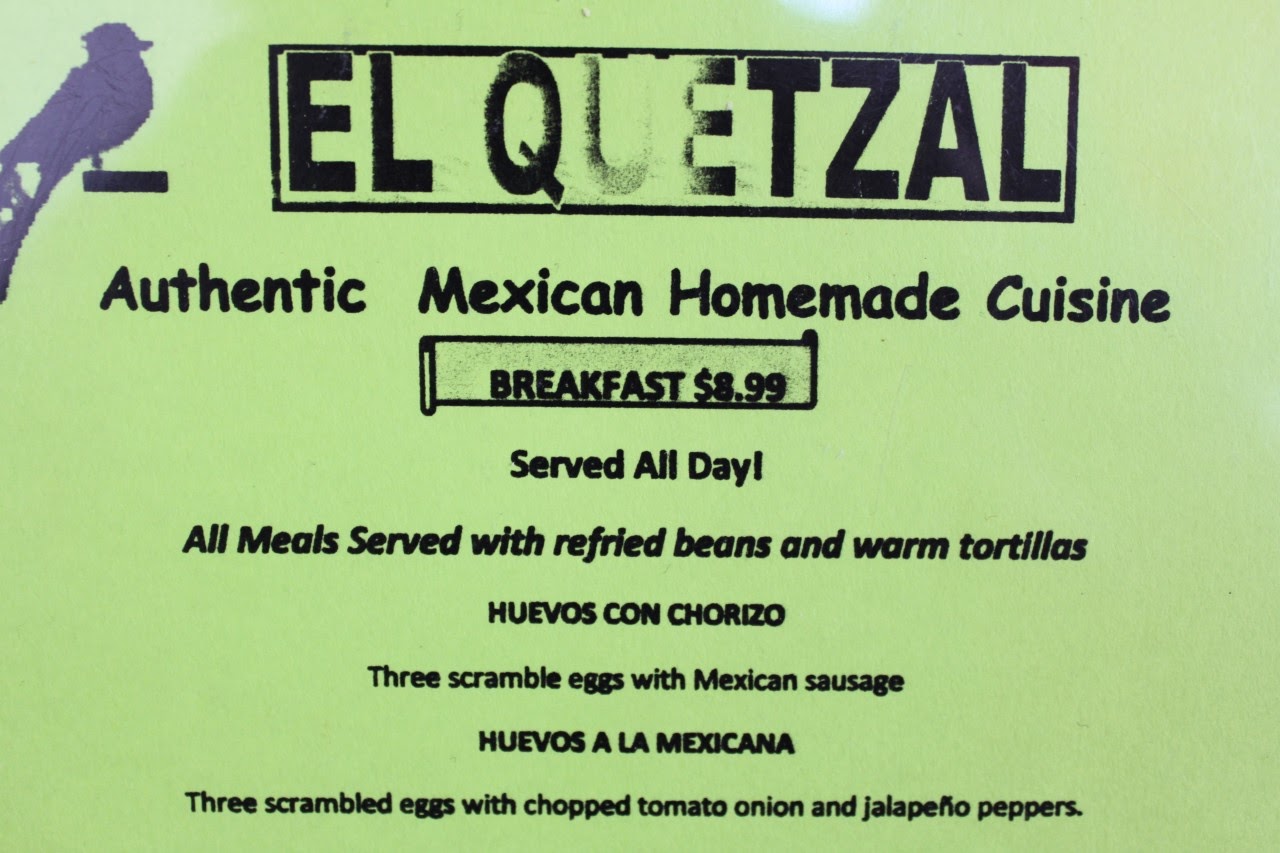 EL QUETZAL
Authentic Mexican Homemade Cuisine
BREAKFAST $8.99
Served All Day!
All Meals Served with refried beans and warm tortillas
HUEVOS CON CHORIZO
Three scramble eggs with Mexican sausage
HUEVOS A LA MEXICANA
Three scrambled eggs with chopped tomato onion and jalapeño peppers.